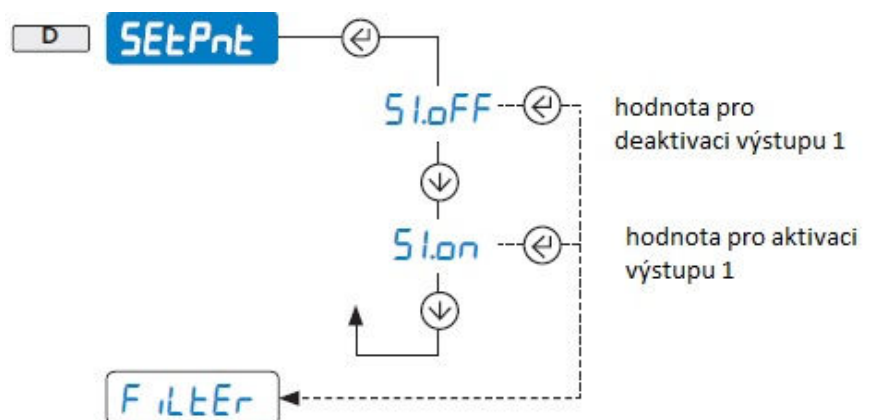 D
SEtPnt
S1.oFF
hodnota pro
deaktivaci výstupu 1
S1.on
hodnota pro aktivaci
výstupu 1
FiLtEr